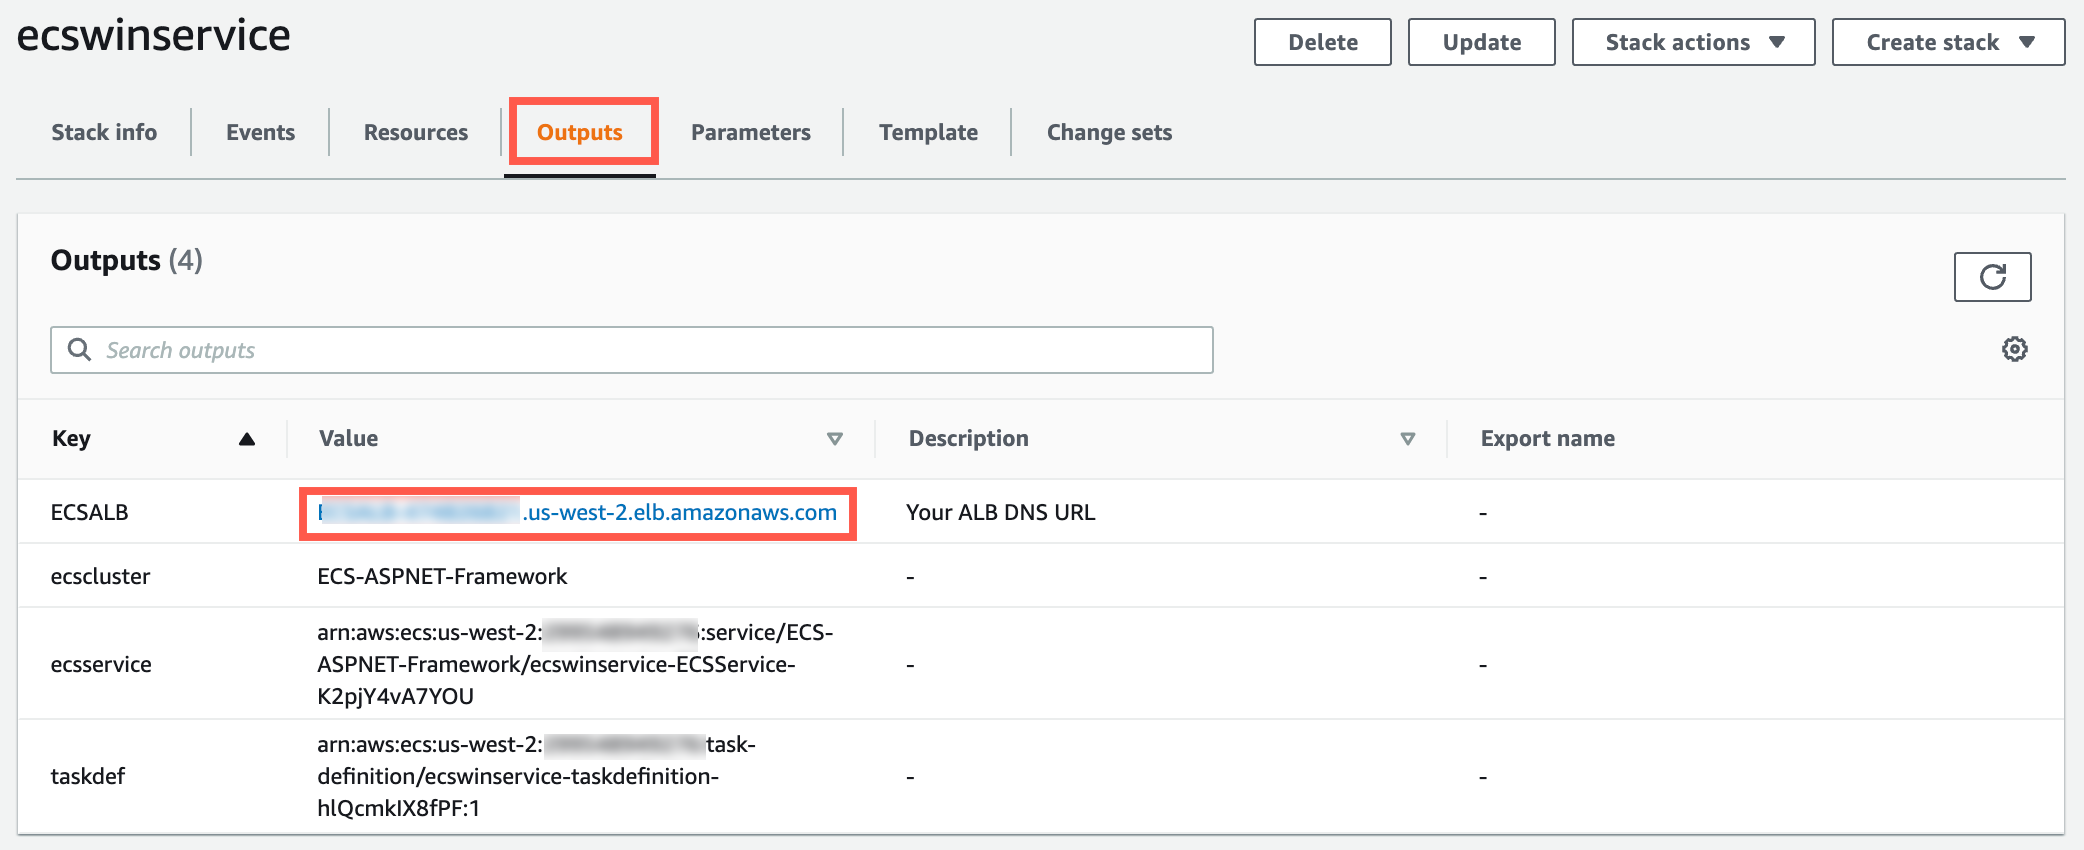 ecswinservice
Delete
Update
Stack actions
Create stack
Stack info
Events
Resources
Outputs
Parameters
Template
Change sets
Outputs (4)
Search outputs
Key
Value
Description
Export name
ECSALB
.us-west-2.elb.amazonaws.com
Your ALB DNS URL
-
ecscluster
ECS-ASPNET-Framework
-
-
ecsservice
arn:aws:ecs:us-west-2: :service/ECS-
ASPNET-Framework/ecswinservice-ECSService-
K2pjY4vA7YOU
-
-
taskdef
arn:aws:ecs:us-west-2: task-
definition/ecswinservice-taskdefinition-
hlQcmkIX8fPF:1
-
-